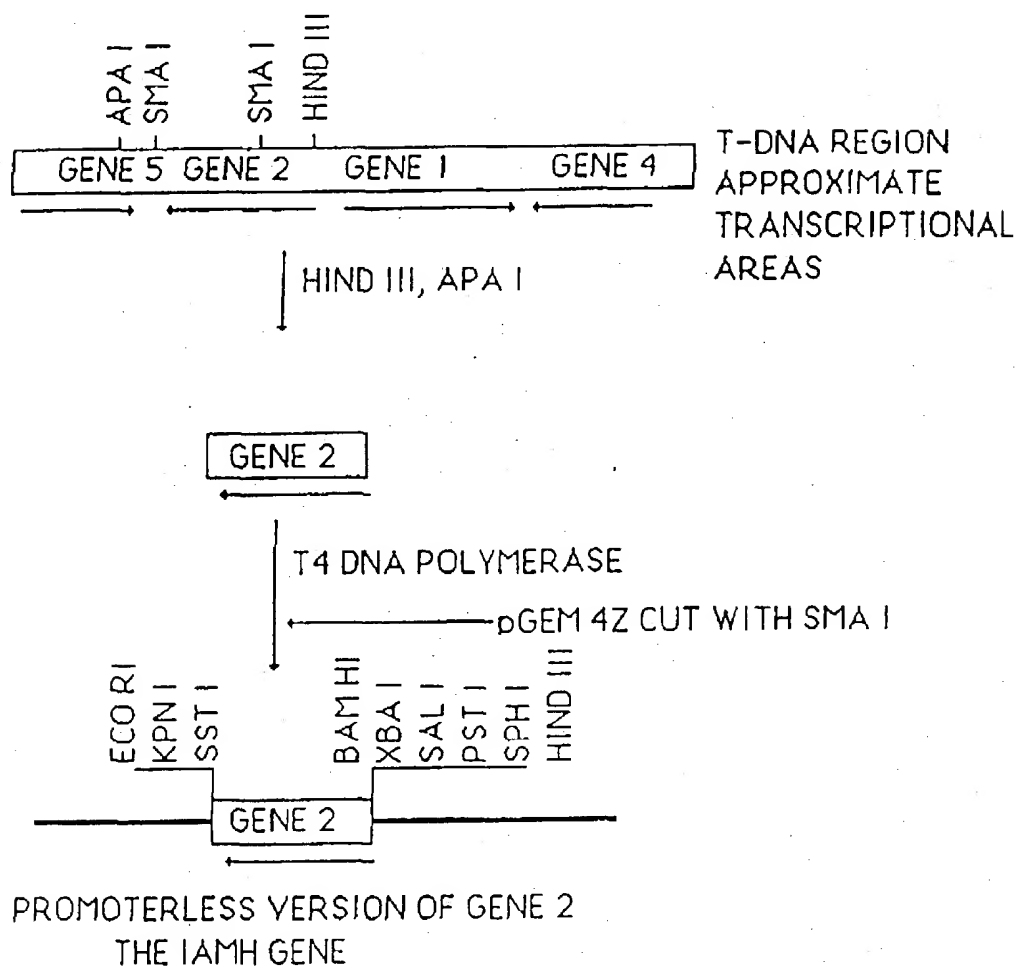 APA I
SMA I
SMA I
HIND III
GENE 5
GENE 2
GENE 1
GENE 4
T-DNA REGION
APPROXIMATE
TRANSCRIPTIONAL
AREAS
HIND III, APA I
GENE 2
T4 DNA POLYMERASE
pGEM 4Z CUT WITH SMA I
ECO RI
KPN I
SST I
BAM HI
XBA I
SAL I
PST I
SPH I
HIND III
GENE 2
PROMOTERLESS VERSION OF GENE 2
THE IAMH GENE